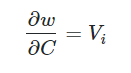 ∂w/∂C = V_i